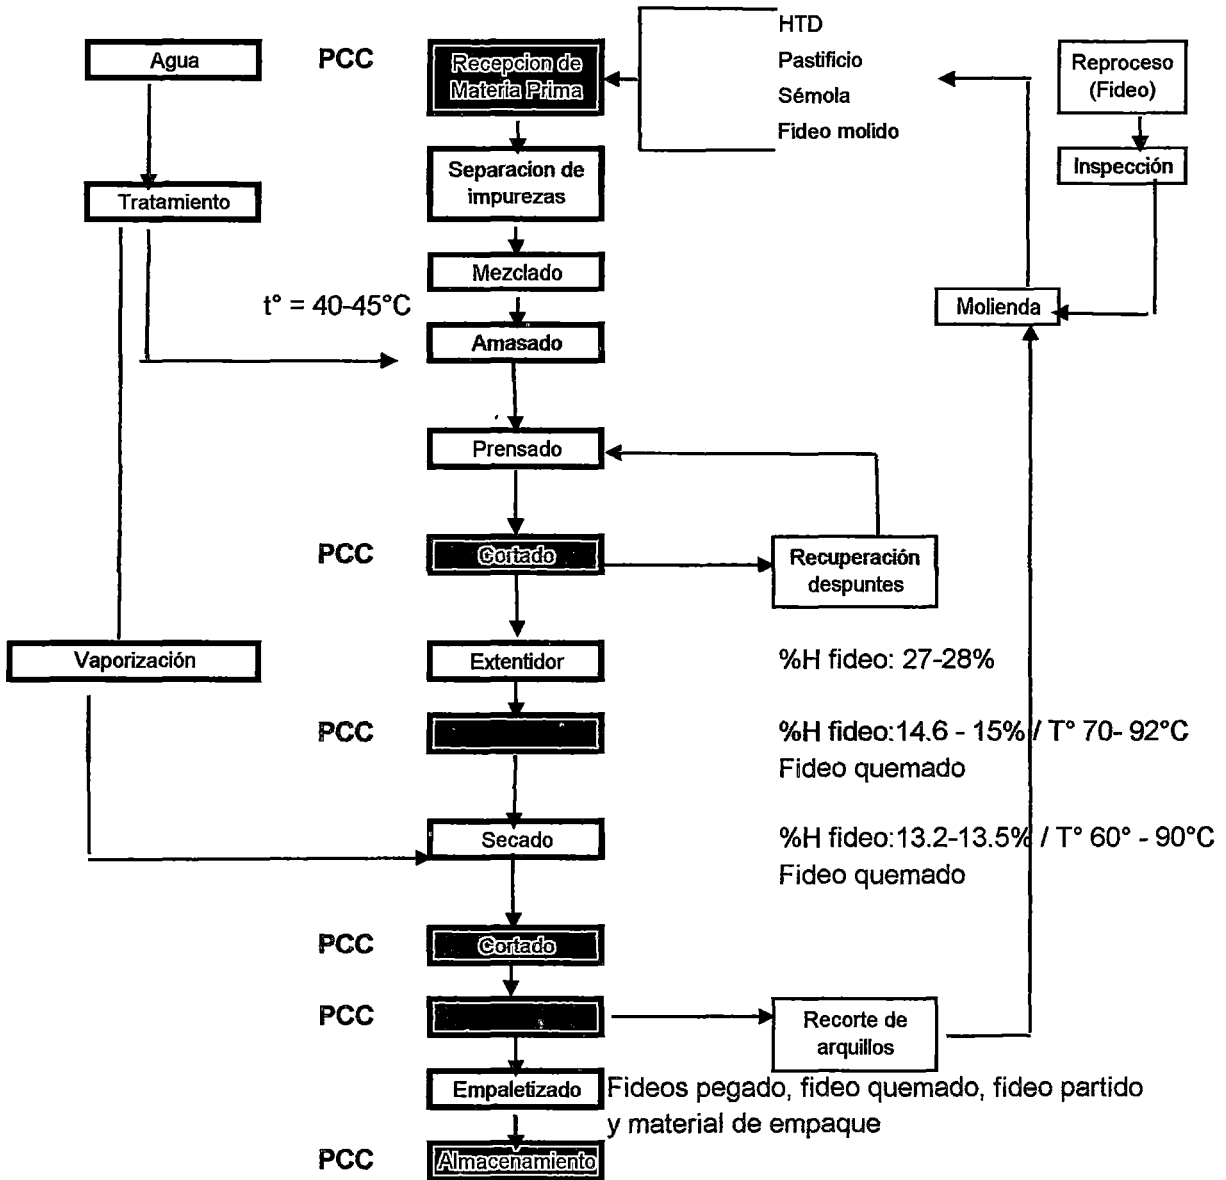 HTD
Agua
PCC
Recepcion de
Materia Prima
Pastificio
Sémola
Fideo molido
Reproceso
(Fideo)
Inspección
Separacion de
impurezas
Tratamiento
Mezclado
t° = 40-45°C
Molienda
Amasado
Prensado
PCC
Cortado
Recuperación
despuntes
Vaporización
Extentidor
%H fideo: 27-28%
PCC
%H fideo:14.6 - 15% / T° 70- 92°C
Fideo quemado
Secado
%H fideo:13.2-13.5% / T° 60° - 90°C
Fideo quemado
PCC
Cortado
PCC
Recorte de
arquillos
Empaletizado
Fideos pegado, fideo quemado, fideo partido
y material de empaque
PCC
Almacenamiento